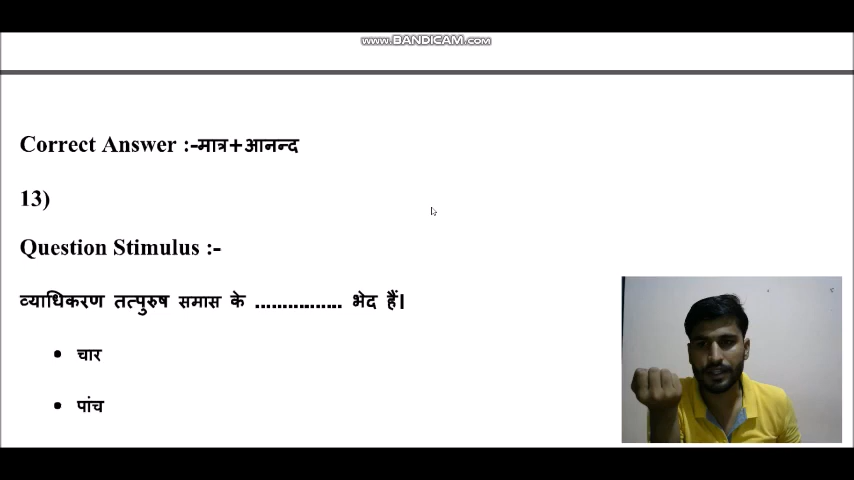 www.BANDICAM.com
Correct Answer :-मात्र+आनन्द
13)
Question Stimulus :-
व्याधिकरण तत्पुरुष समास के ................ भेद हैं।
• चार
• पांच